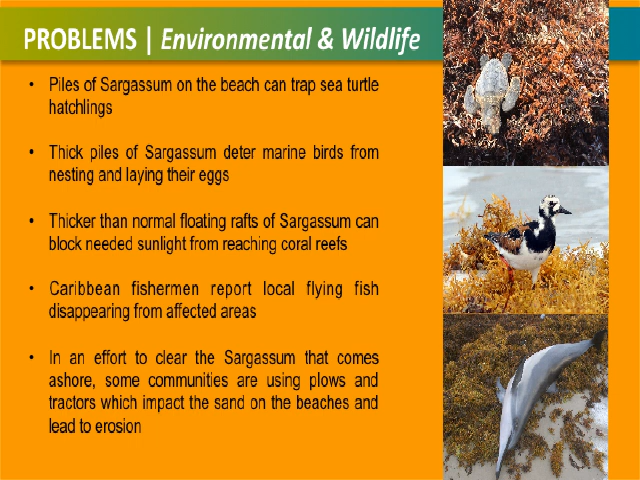 PROBLEMS | Environmental & Wildlife
• Piles of Sargassum on the beach can trap sea turtle
hatchlings
• Thick piles of Sargassum deter marine birds from
nesting and laying their eggs
• Thicker than normal floating rafts of Sargassum can
block needed sunlight from reaching coral reefs
• Caribbean fishermen report local flying fish
disappearing from affected areas
• In an effort to clear the Sargassum that comes
ashore, some communities are using plows and
tractors which impact the sand on the beaches and
lead to erosion